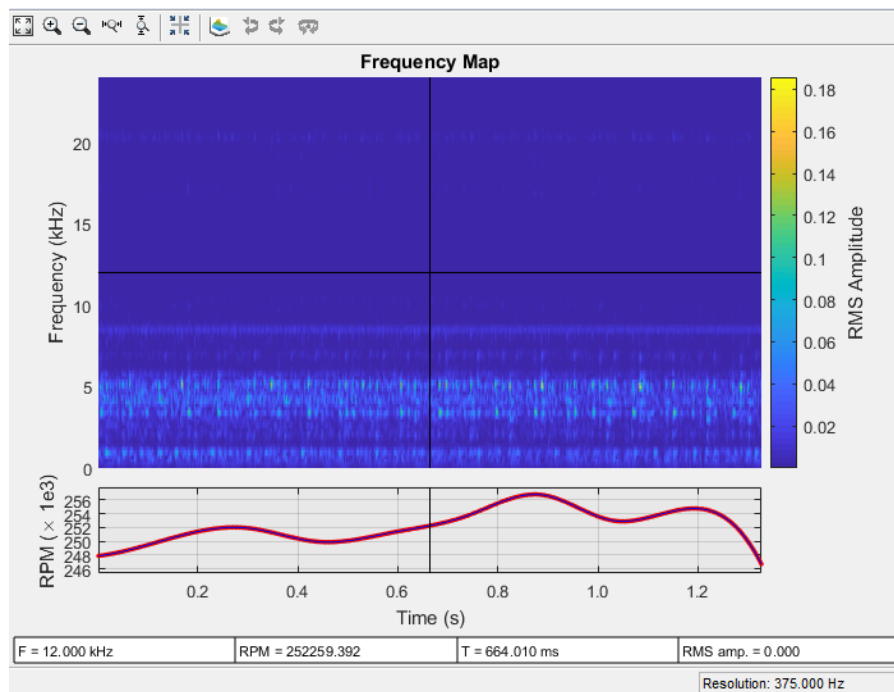 Frequency Map
20
15
10
5
0
Frequency (kHz)
0.18
0.16
0.14
0.12
0.1
0.08
0.06
0.04
0.02
RMS Amplitude
256
254
252
250
248
246
RPM ( × 1e3)
0.2 0.4 0.6 0.8 1.0 1.2
Time (s)
F = 12.000 kHz RPM = 252259.392 T = 664.010 ms RMS amp. = 0.000
Resolution: 375.000 Hz